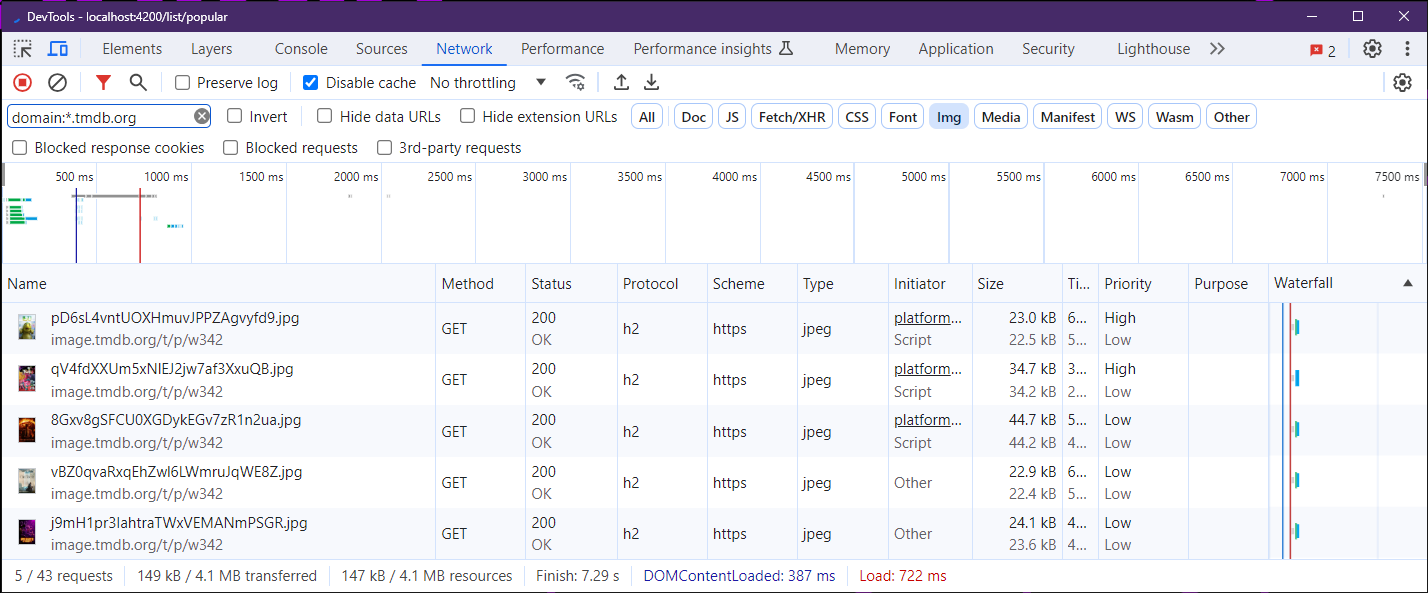 DevTools - localhost:4200/list/popular
Elements Layers Console Sources Network Performance Performance insights Memory Application Security Lighthouse 2
Preserve log Disable cache No throttling
domain:*.tmdb.org Invert Hide data URLs Hide extension URLs All Doc JS Fetch/XHR CSS Font Img Media Manifest WS Wasm Other
Blocked response cookies Blocked requests 3rd-party requests
500 ms 1000 ms 1500 ms 2000 ms 2500 ms 3000 ms 3500 ms 4000 ms 4500 ms 5000 ms 5500 ms 6000 ms 6500 ms 7000 ms 7500 ms
Name Method Status Protocol Scheme Type Initiator Size Ti... Priority Purpose Waterfall
pD6sL4vntUOXHmuvJPPZAgvyfd9.jpg GET 200 h2 https jpeg platform... 23.0 kB 6... High
image.tmdb.org/t/p/w342 OK Script 22.5 kB 5... Low
qV4fdXXUm5xNlEJ2jw7af3XxuQB.jpg GET 200 h2 https jpeg platform... 34.7 kB 3... High
image.tmdb.org/t/p/w342 OK Script 34.2 kB 2... Low
8Gxv8gSFCU0XGDykEGv7zR1n2ua.jpg GET 200 h2 https jpeg platform... 44.7 kB 5... Low
image.tmdb.org/t/p/w342 OK Script 44.2 kB 4... Low
vBZ0qvaRxqEhZwl6LWmruJqWE8Z.jpg GET 200 h2 https jpeg Other 22.9 kB 6... Low
image.tmdb.org/t/p/w342 OK 22.4 kB 5... Low
j9mH1pr3IahtraTWxVEMANmPSGR.jpg GET 200 h2 https jpeg Other 24.1 kB 4... Low
image.tmdb.org/t/p/w342 OK 23.6 kB 4... Low
5 / 43 requests 149 kB / 4.1 MB transferred 147 kB / 4.1 MB resources Finish: 7.29 s DOMContentLoaded: 387 ms Load: 722 ms